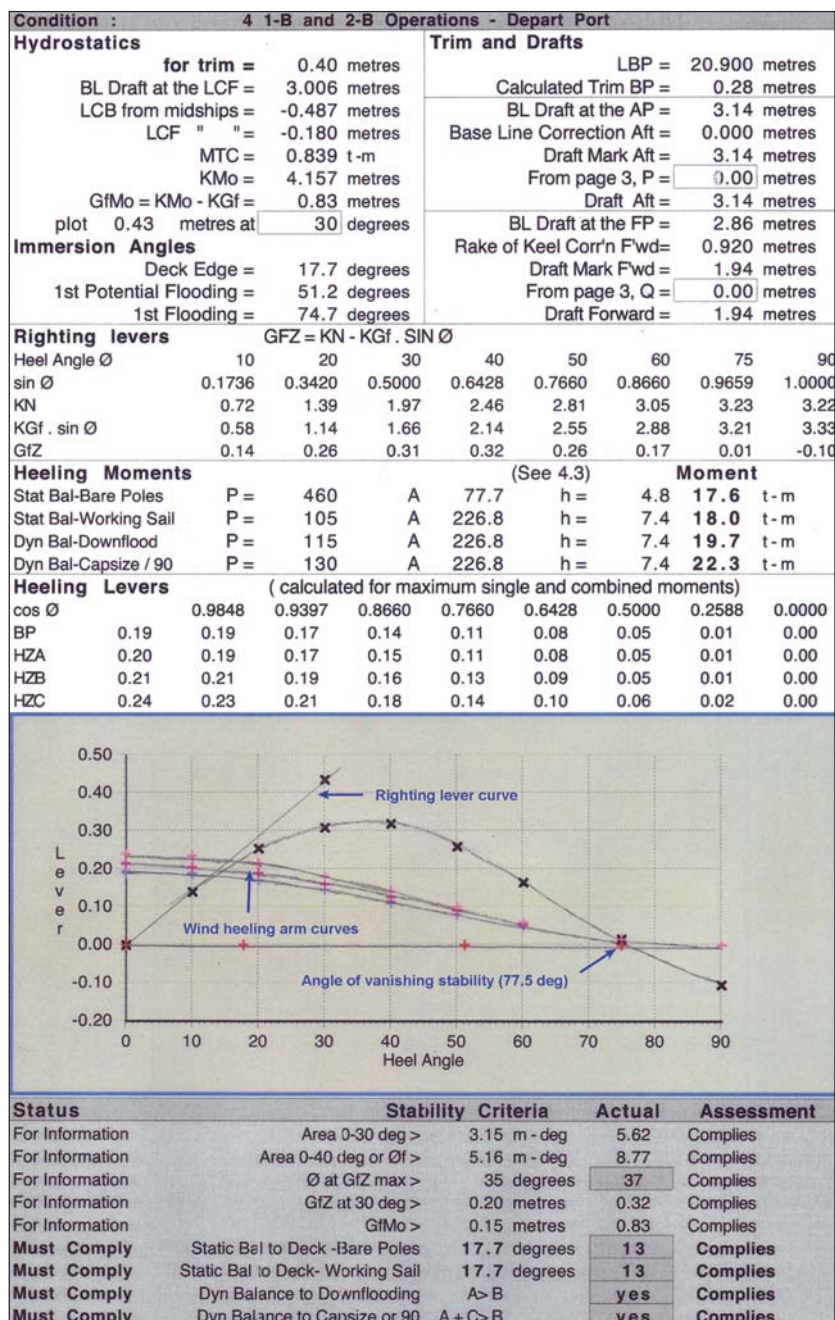 Condition : 4 1-B and 2-B Operations - Depart Port
Hydrostatics
for trim = 0.40 metres
BL Draft at the LCF = 3.006 metres
LCB from midships = -0.487 metres
LCF " " = -0.180 metres
MTC = 0.839 t-m
KMo = 4.157 metres
GfMo = KMo - KGf = 0.83 metres
plot 0.43 metres at 30 degrees
Immersion Angles
Deck Edge = 17.7 degrees
1st Potential Flooding = 51.2 degrees
1st Flooding = 74.7 degrees
Trim and Drafts
LBP = 20.900 metres
Calculated Trim BP = 0.28 metres
BL Draft at the AP = 3.14 metres
Base Line Correction Aft = 0.000 metres
Draft Mark Aft = 3.14 metres
From page 3, P = 0.00 metres
Draft Aft = 3.14 metres
BL Draft at the FP = 2.86 metres
Rake of Keel Corr'n F'wd= 0.920 metres
Draft Mark F'wd = 1.94 metres
From page 3, Q = 0.00 metres
Draft Forward = 1.94 metres
Righting levers GFZ = KN - KGf . SIN Ø
Heel Angle Ø 10 20 30 40 50 60 75 90
sin Ø 0.1736 0.3420 0.5000 0.6428 0.7660 0.8660 0.9659 1.0000
KN 0.72 1.39 1.97 2.46 2.81 3.05 3.23 3.22
KGf . sin Ø 0.58 1.14 1.66 2.14 2.55 2.88 3.21 3.33
GfZ 0.14 0.26 0.31 0.32 0.26 0.17 0.01 -0.10
Heeling Moments (See 4.3) Moment
Stat Bal-Bare Poles P = 460 A 77.7 h = 4.8 17.6 t-m
Stat Bal-Working Sail P = 105 A 226.8 h = 7.4 18.0 t-m
Dyn Bal-Downflood P = 115 A 226.8 h = 7.4 19.7 t-m
Dyn Bal-Capsize / 90 P = 130 A 226.8 h = 7.4 22.3 t-m
Heeling Levers ( calculated for maximum single and combined moments)
cos Ø 0.9848 0.9397 0.8660 0.7660 0.6428 0.5000 0.2588 0.0000
BP 0.19 0.19 0.17 0.14 0.11 0.08 0.05 0.01 0.00
HZA 0.20 0.19 0.17 0.15 0.11 0.08 0.05 0.01 0.00
HZB 0.21 0.21 0.19 0.16 0.13 0.09 0.05 0.01 0.00
HZC 0.24 0.23 0.21 0.18 0.14 0.10 0.06 0.02 0.00
0.50
0.40
0.30
0.20
0.10
0.00
-0.10
-0.20
Lever
Righting lever curve
Wind heeling arm curves
Angle of vanishing stability (77.5 deg)
0 10 20 30 40 50 60 70 80 90
Heel Angle
Status Stability Criteria Actual Assessment
For Information Area 0-30 deg > 3.15 m-deg 5.62 Complies
For Information Area 0-40 deg or Øf > 5.16 m-deg 8.77 Complies
For Information Ø at GfZ max > 35 degrees 37 Complies
For Information GfZ at 30 deg > 0.20 metres 0.32 Complies
For Information GfMo > 0.15 metres 0.83 Complies
Must Comply Static Bal to Deck -Bare Poles 17.7 degrees 13 Complies
Must Comply Static Bal to Deck- Working Sail 17.7 degrees 13 Complies
Must Comply Dyn Balance to Downflooding A> B yes Complies
Must Comply Dyn Balance to Capsize or 90 A + C> B yes Complies